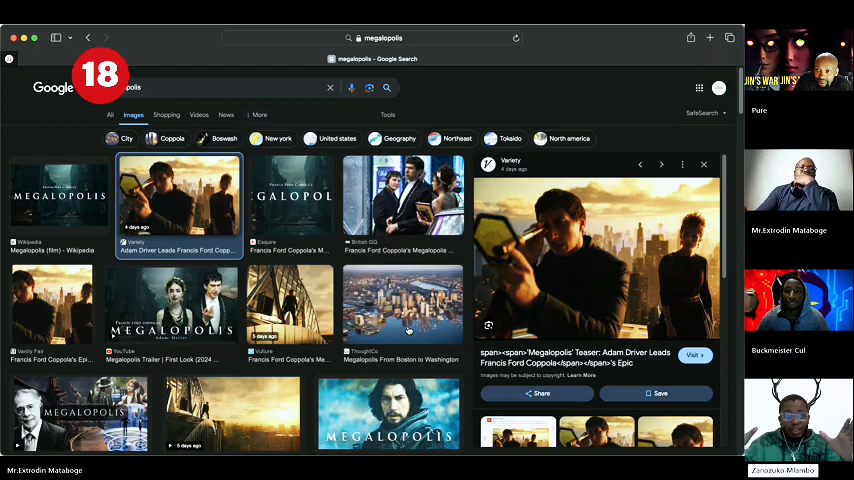 megalopolis
megalopolis - Google Search
18
Google
polis
All
Images
Shopping
Videos
News
More
Tools
SafeSearch
City
Coppola
Boswash
New york
United states
Geography
Northeast
Tokaido
North america
MEGALOPOLIS
4 days ago
EGALOPOL
Wikipedia
Megalopolis (film) - Wikipedia
Variety
Adam Driver Leads Francis Ford Copp...
Esquire
Francis Ford Coppola's M...
British GQ
Francis Ford Coppola's Megalopolis ...
Variety
4 days ago
MEGALOPOLIS
5 days ago
Vanity Fair
Francis Ford Coppola's Epi...
YouTube
Megalopolis Trailer | First Look (2024 ...
Vulture
Francis Ford Coppola's Me...
ThoughtCo
Megalopolis From Boston to Washington
span><span>'Megalopolis' Teaser: Adam Driver Leads
Francis Ford Coppola</span>'s Epic
Visit
Images may be subject to copyright. Learn More
Share
Save
MEGALOPOLIS
5 days ago
MEGALOPOLIS
JIN'S WAR
JIN'S
Pure
Mr.Extrodin Mataboge
Buckmeister Cul
Zanozuko Mlambo
Mr.Extrodin Mataboge